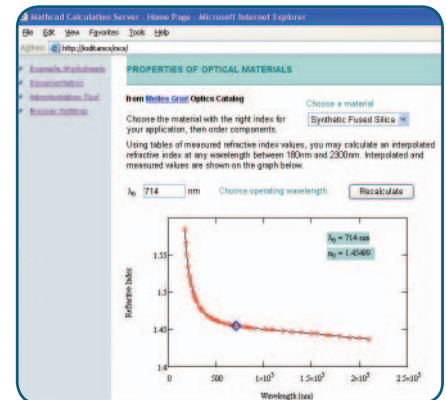 Mathcad Calculation Server - Home Page - Microsoft Internet Explorer
File Edit View Favorites Tools Help
Address
Example Worksheets
Documentation
Administration Tool
Browser Settings
PROPERTIES OF OPTICAL MATERIALS
from Melles Griot Optics Catalog
Choose a material
Choose the material with the right index for
your application, then order components.
Synthetic Fused Silica
Using tables of measured refractive index values, you may calculate an interpolated
refractive index at any wavelength between 180nm and 2300nm. Interpolated and
measured values are shown on the graph below.
λ0 714 nm Choose operating wavelength Recalculate
λ0 = 714 nm
n0 = 1.45499
Refractive Index
1.55
1.5
1.45
1.4
0 500 1×10³ 1.5×10³ 2×10³ 2.5×10³
Wavelength (nm)